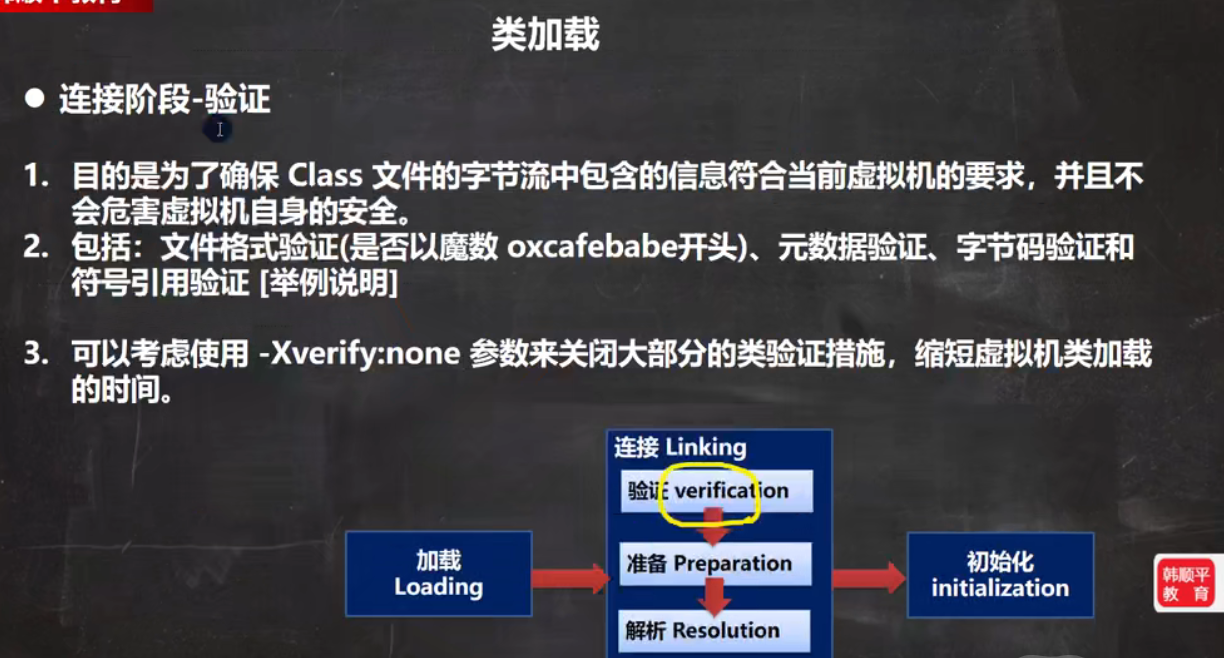 类加载
● 连接阶段-验证
1. 目的是为了确保 Class 文件的字节流中包含的信息符合当前虚拟机的要求，并且不
会危害虚拟机自身的安全。
2. 包括：文件格式验证(是否以魔数 oxcafebabe开头)、元数据验证、字节码验证和
符号引用验证 [举例说明]
3. 可以考虑使用 -Xverify:none 参数来关闭大部分的类验证措施，缩短虚拟机类加载
的时间。
连接 Linking
验证 verification
准备 Preparation
解析 Resolution
加载
Loading
初始化
initialization
韩顺平
教 育